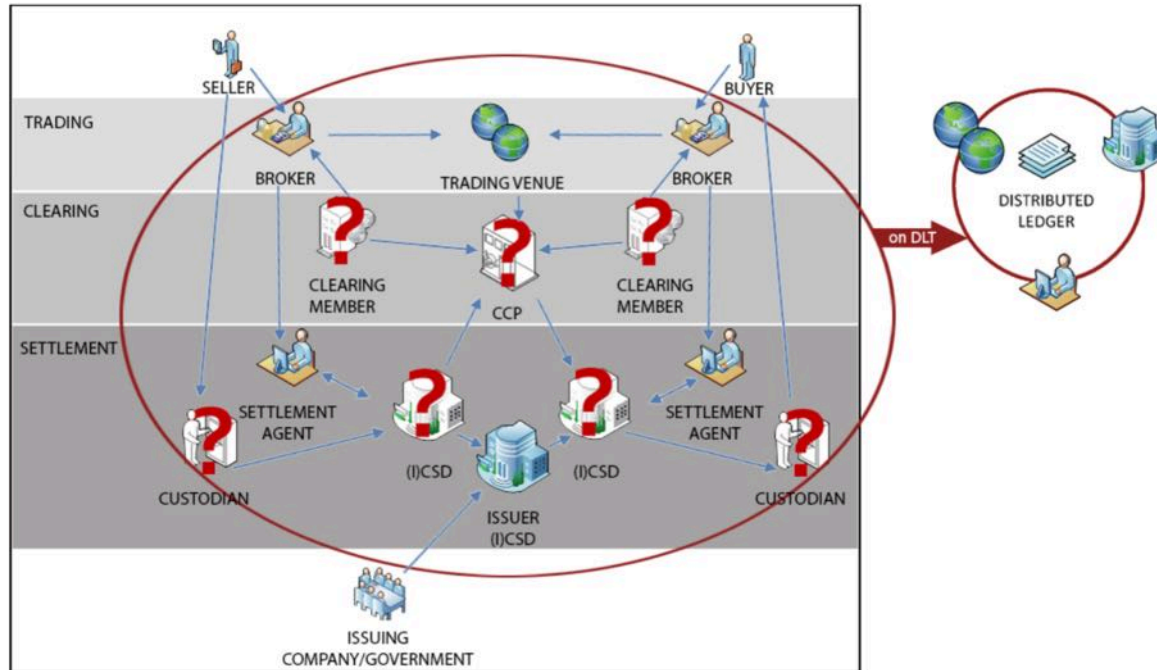 SELLER
BUYER
TRADING
BROKER
TRADING VENUE
BROKER
CLEARING
?
?
?
CLEARING
MEMBER
CCP
CLEARING
MEMBER
SETTLEMENT
?
?
SETTLEMENT
AGENT
SETTLEMENT
AGENT
?
?
(I)CSD
(I)CSD
CUSTODIAN
CUSTODIAN
ISSUER
(I)CSD
ISSUING
COMPANY/GOVERNMENT
on DLT
DISTRIBUTED
LEDGER